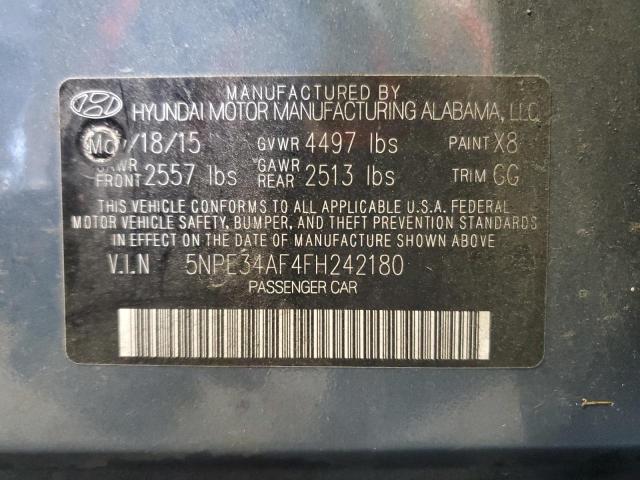 MANUFACTURED BY
HYUNDAI MOTOR MANUFACTURING ALABAMA, LLC
/18/15 GVWR 4497 lbs PAINT X8
GAWR FRONT 2557 lbs GAWR REAR 2513 lbs TRIM GG
THIS VEHICLE CONFORMS TO ALL APPLICABLE U.S.A. FEDERAL
MOTOR VEHICLE SAFETY, BUMPER, AND THEFT PREVENTION STANDARDS
IN EFFECT ON THE DATE OF MANUFACTURE SHOWN ABOVE.
V.I.N 5NPE34AF4FH242180
PASSENGER CAR